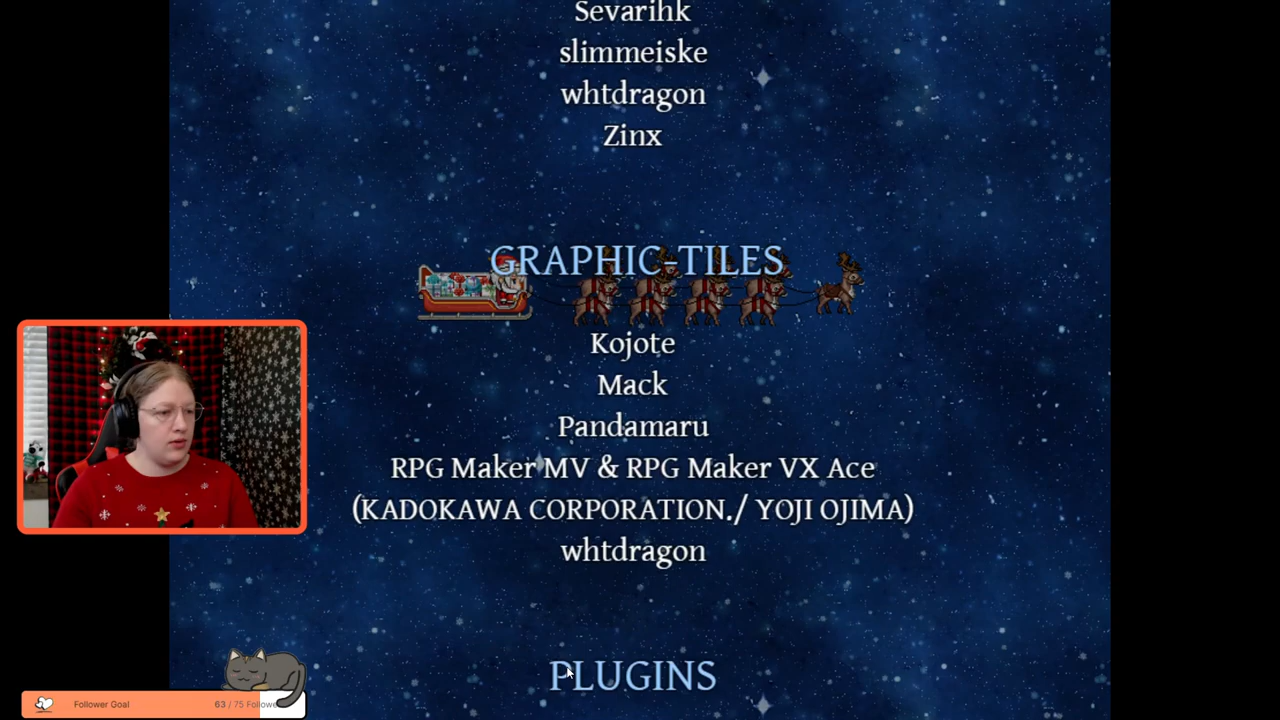 Sevarihk
slimmeiske
whtdragon
Zinx
GRAPHIC-TILES
Kojote
Mack
Pandamaru
RPG Maker MV & RPG Maker VX Ace
(KADOKAWA CORPORATION./ YOJI OJIMA)
whtdragon
PLUGINS
Follower Goal 63 / 75 Followe